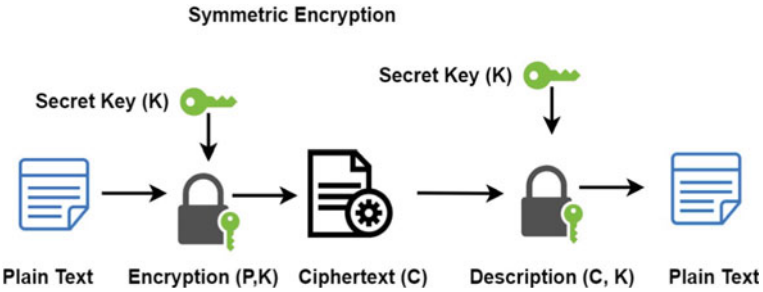 Symmetric Encryption
Secret Key (K)
Secret Key (K)
Plain Text
Encryption (P,K)
Ciphertext (C)
Description (C, K)
Plain Text